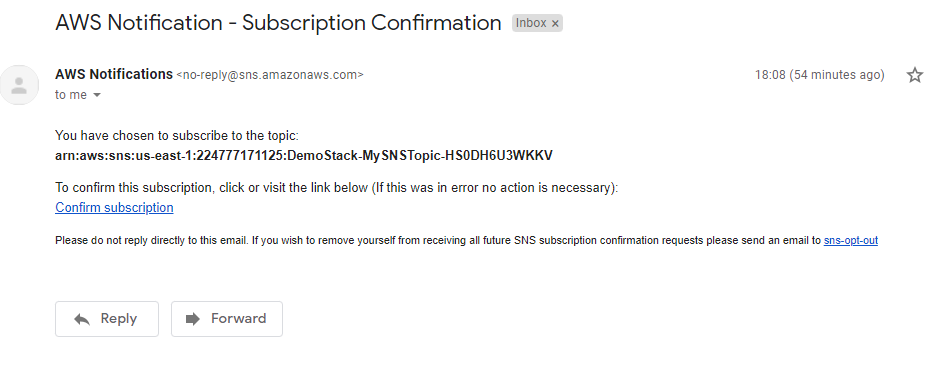 AWS Notification - Subscription Confirmation Inbox ×
AWS Notifications <no-reply@sns.amazonaws.com> 18:08 (54 minutes ago)
to me
You have chosen to subscribe to the topic:
arn:aws:sns:us-east-1:224777171125:DemoStack-MySNSTopic-HS0DH6U3WKKV
To confirm this subscription, click or visit the link below (If this was in error no action is necessary):
Confirm subscription
Please do not reply directly to this email. If you wish to remove yourself from receiving all future SNS subscription confirmation requests please send an email to sns-opt-out
Reply Forward